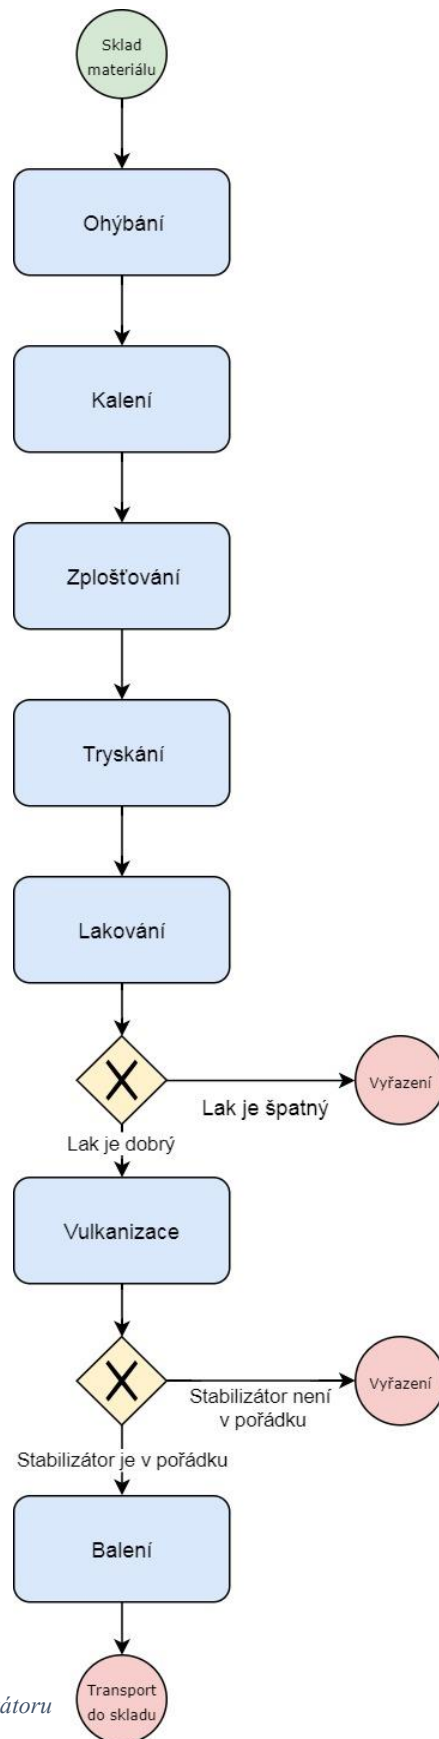 Sklad
materiálu
Ohýbání
Kalení
Zplošťování
Tryskání
Lakování
Lak je špatný
Vyřazení
Lak je dobrý
Vulkanizace
Stabilizátor není
v pořádku
Vyřazení
Stabilizátor je v pořádku
Balení
Transport
do skladu
átoru